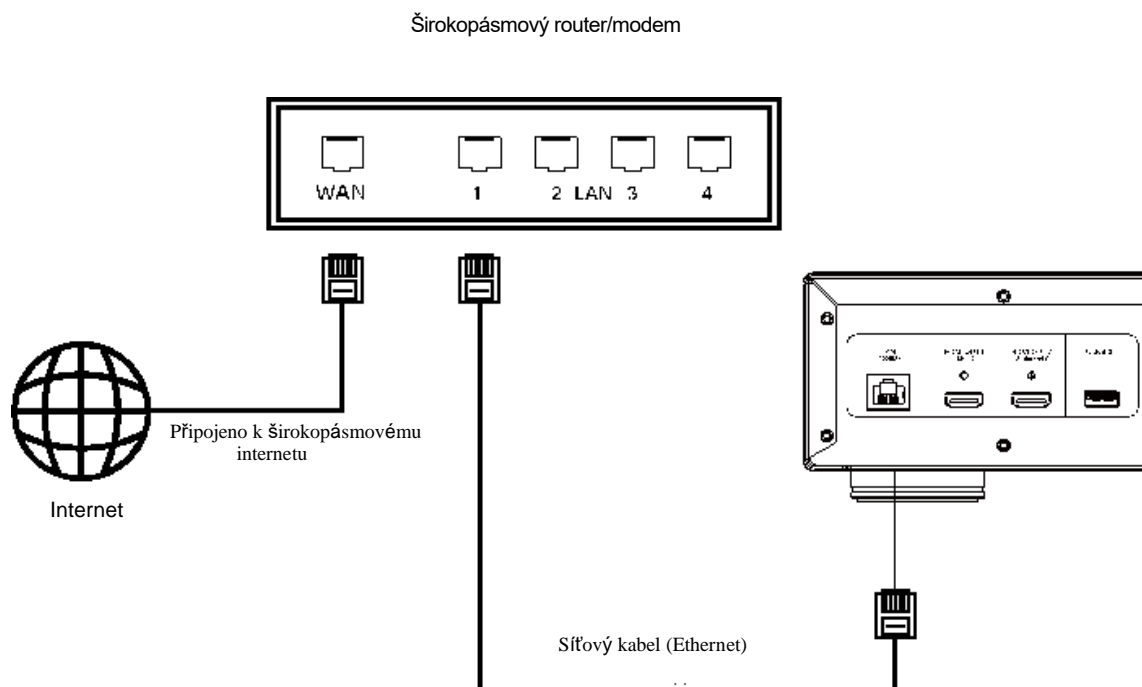 Širokopásmový router/modem
WAN
1 2 LAN 3 4
Připojeno k širokopásmovému
internetu
Internet
Síťový kabel (Ethernet)